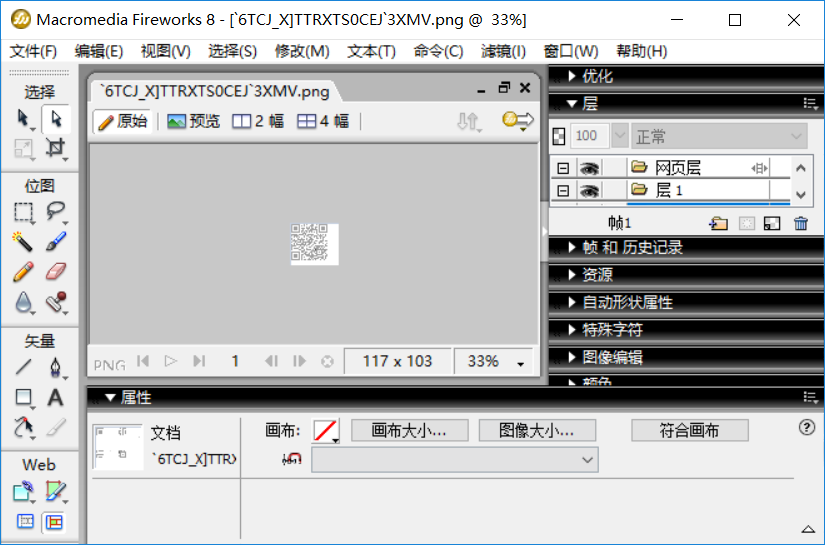 Macromedia Fireworks 8 - [`6TCJ_X]TTRXTS0CEJ`3XMV.png @ 33%]
文件(F) 编辑(E) 视图(V) 选择(S) 修改(M) 文本(T) 命令(C) 滤镜(I) 窗口(W) 帮助(H)
选择
位图
矢量
Web
`6TCJ_X]TTRXTS0CEJ`3XMV.png
原始 预览 2 幅 4 幅
PNG 1 117 x 103 33%
优化
层
100 正常
网页层
层 1
帧1
帧 和 历史记录
资源
自动形状属性
特殊字符
图像编辑
颜色
属性
文档 画布: 画布大小... 图像大小... 符合画布
`6TCJ_X]TTRX